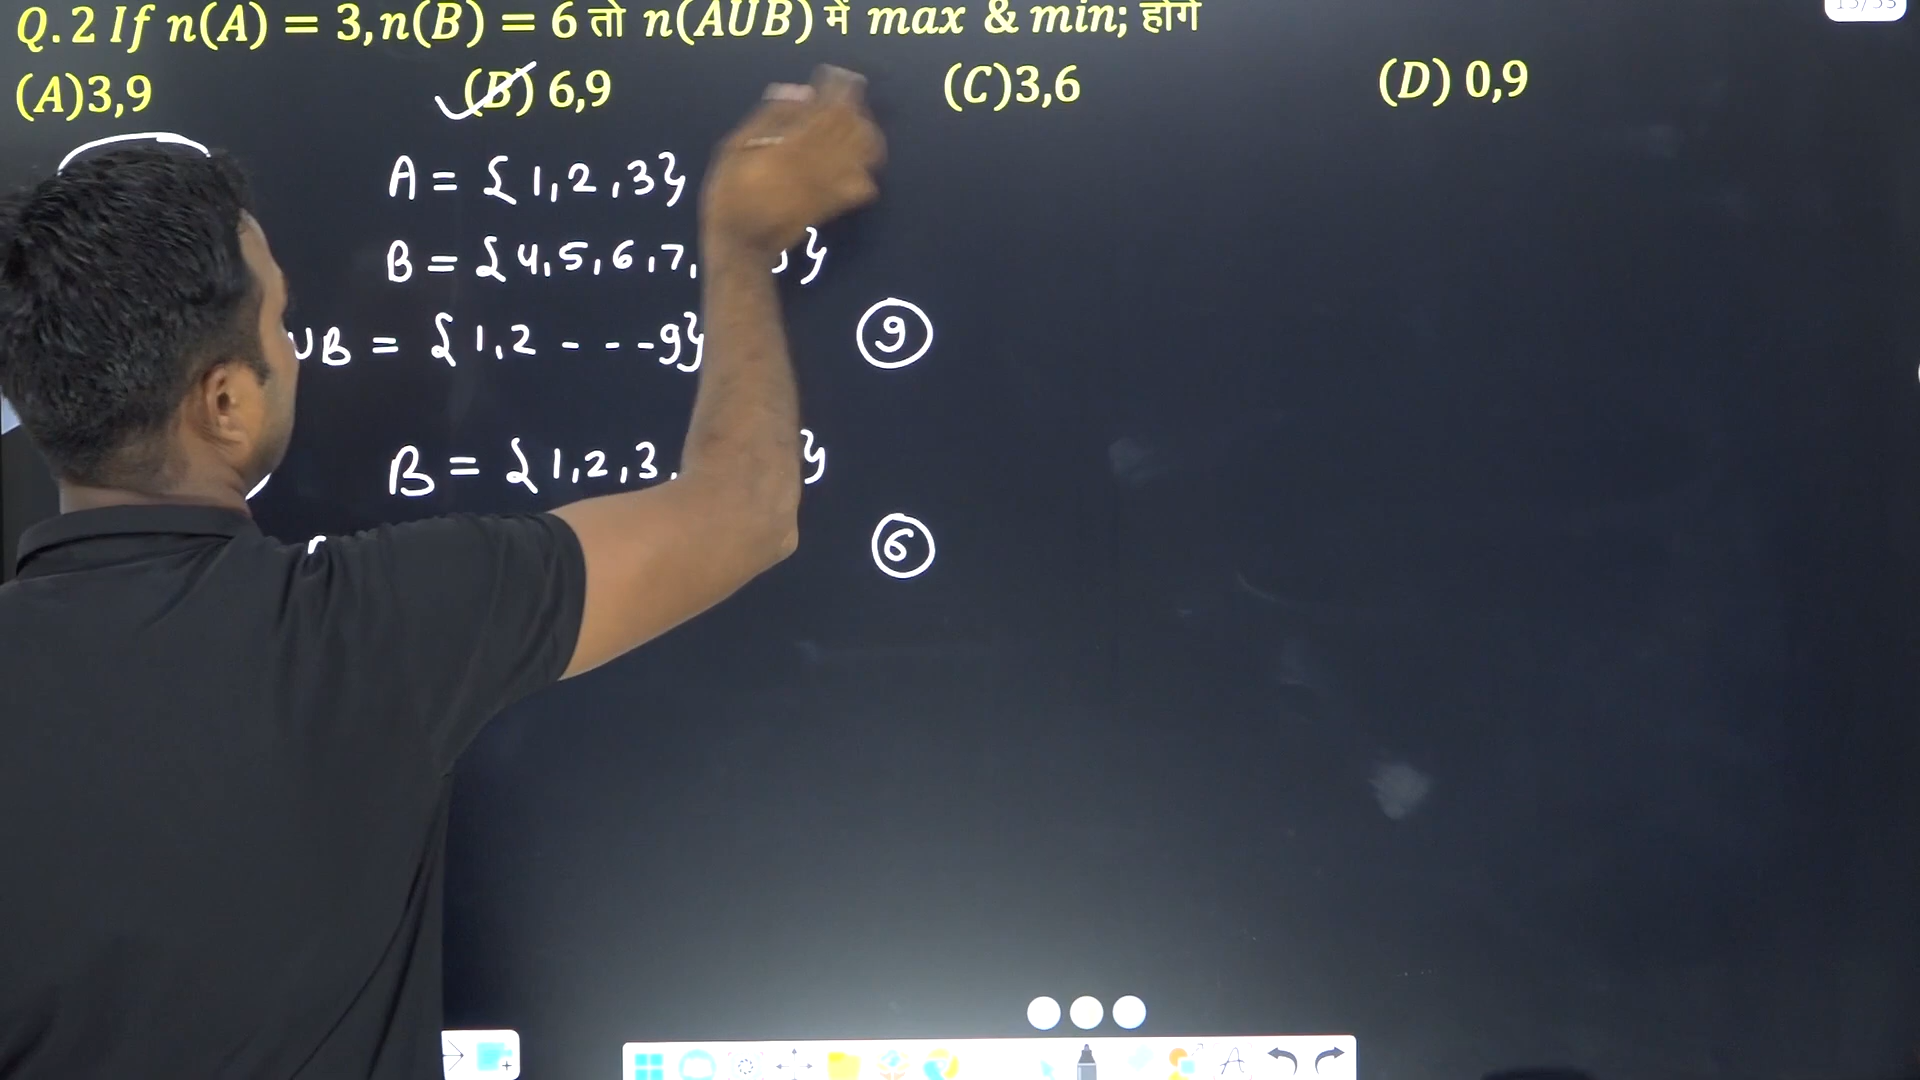 Q.2 If n(A) = 3, n(B) = 6 तो n(AUB) में max & min; होंगे
(A)3,9 (B) 6,9 (C)3,6 (D) 0,9
A = {1,2,3}
B = {4,5,6,7, }
UB = {1,2 - - -9} 9
B = {1,2,3, }
6